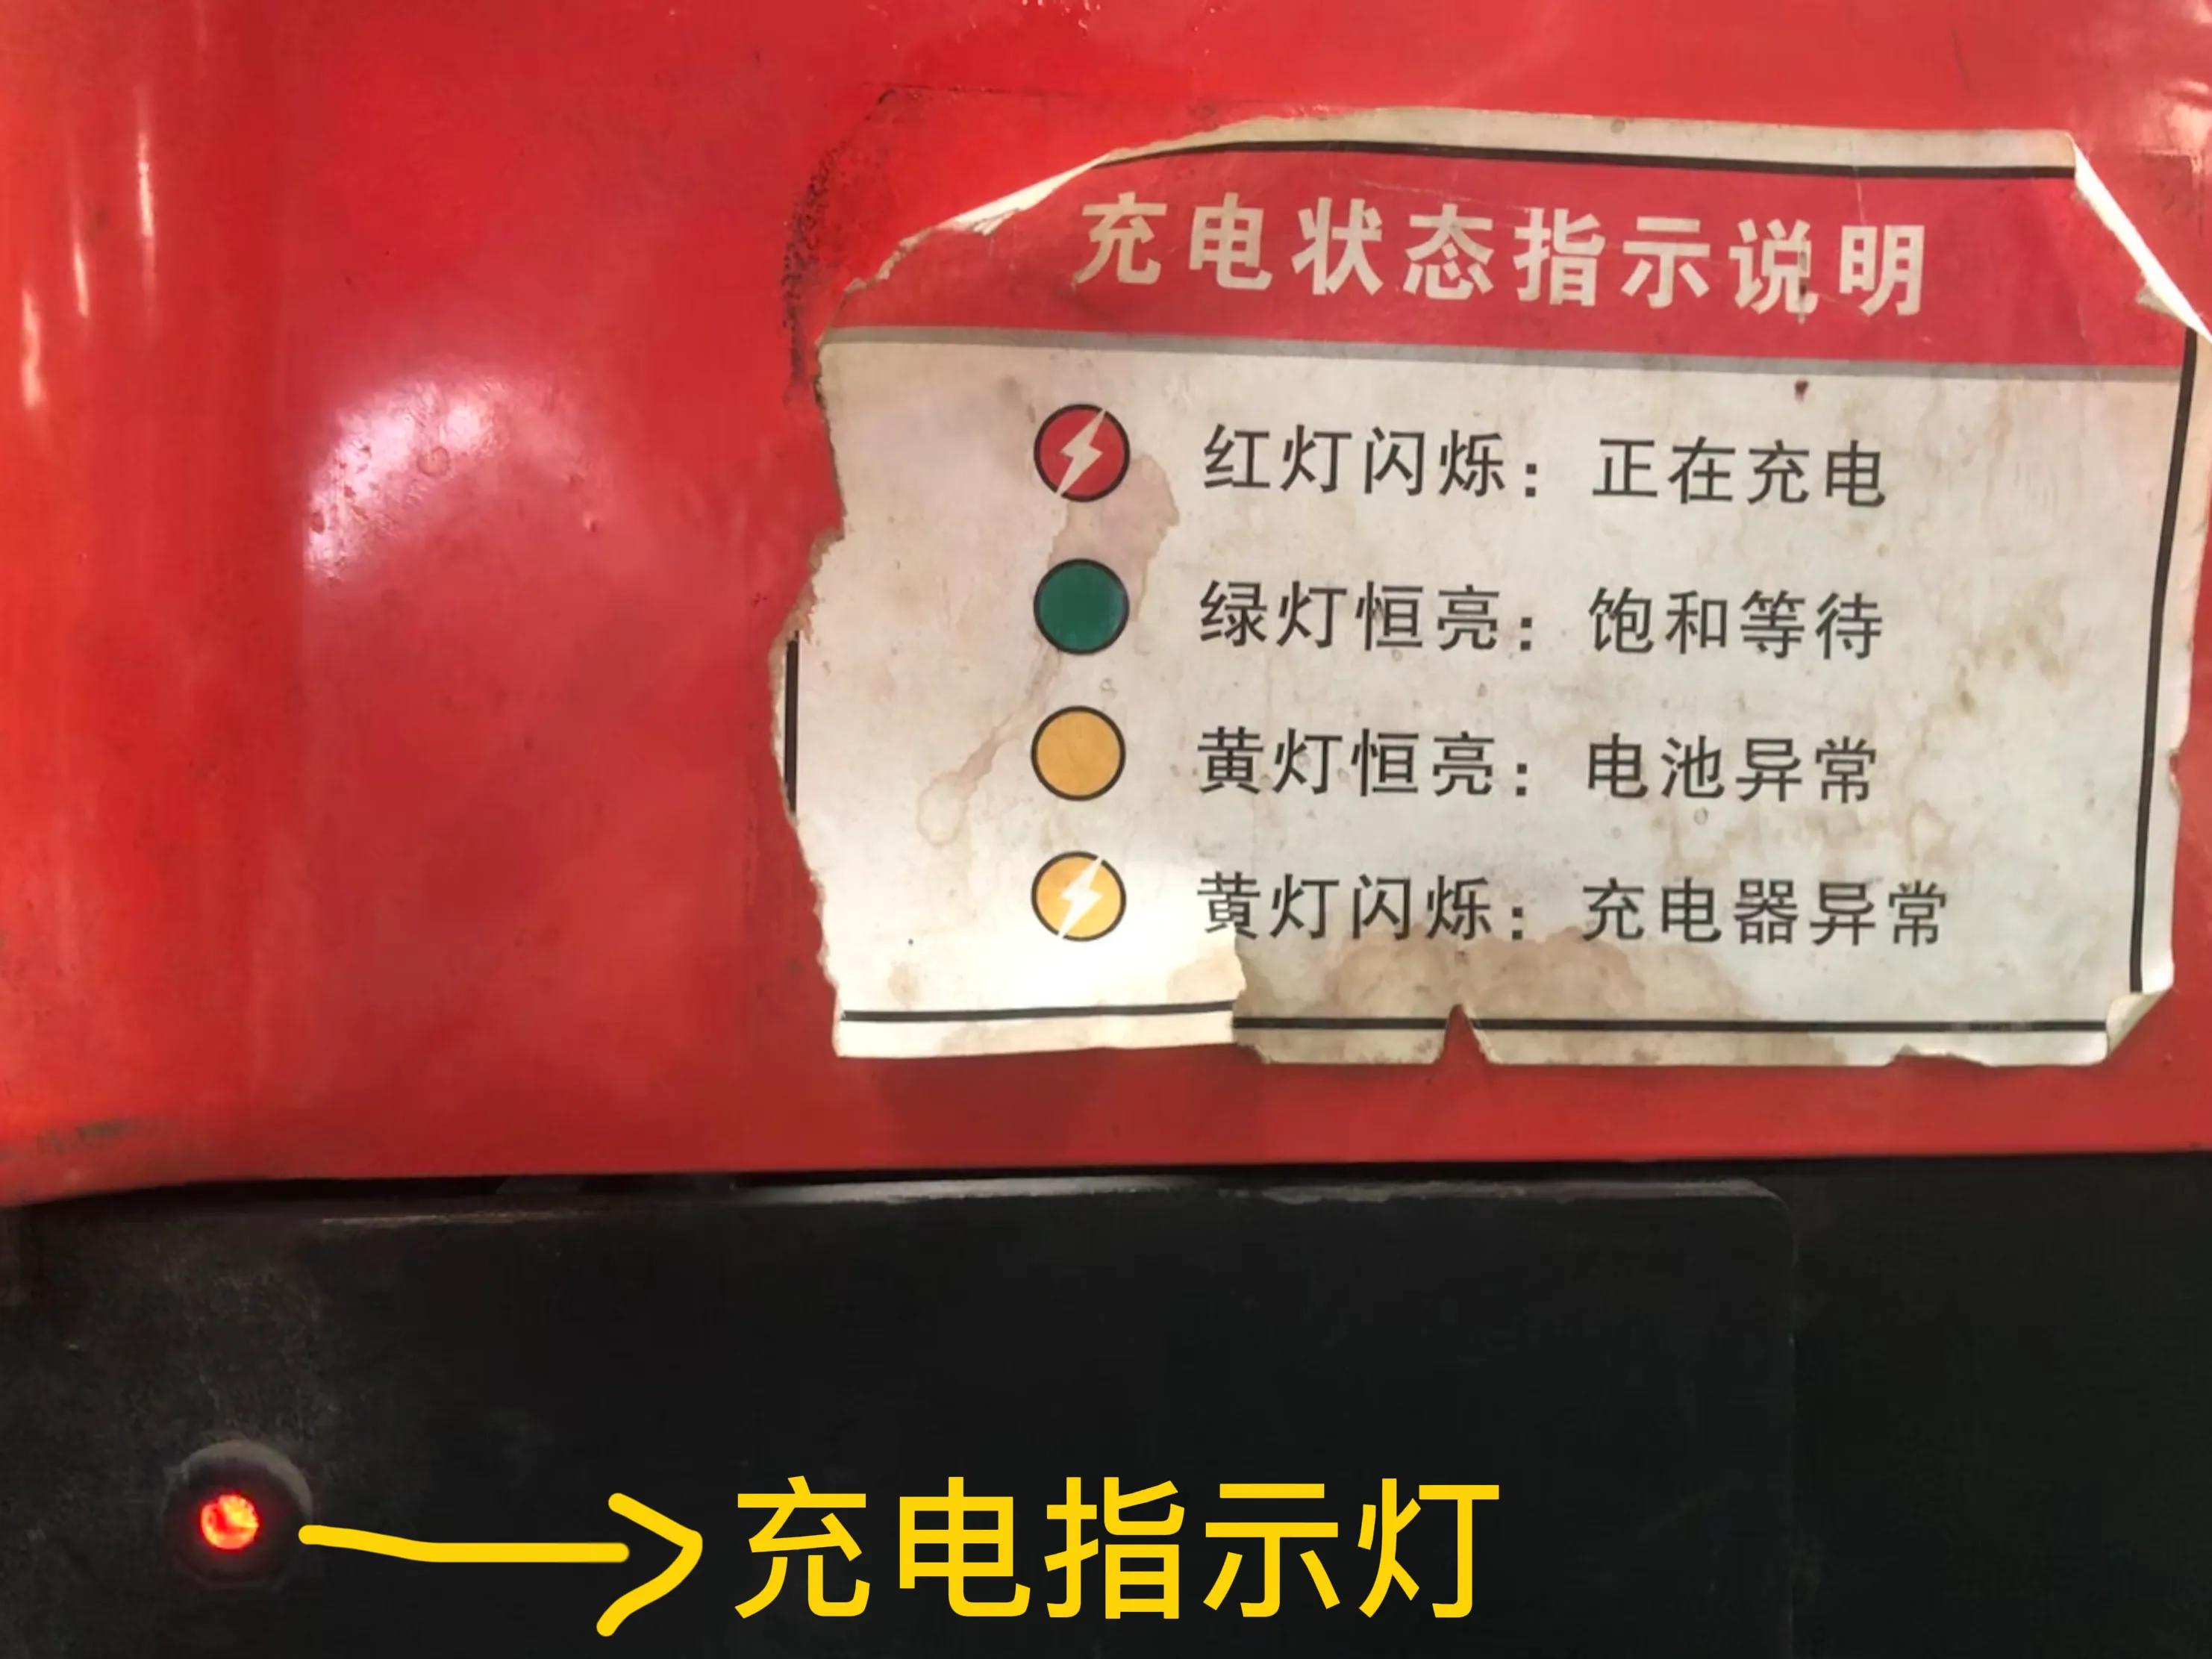 充电状态指示说明
红灯闪烁：正在充电
绿灯恒亮：饱和等待
黄灯恒亮：电池异常
黄灯闪烁：充电器异常
充电指示灯